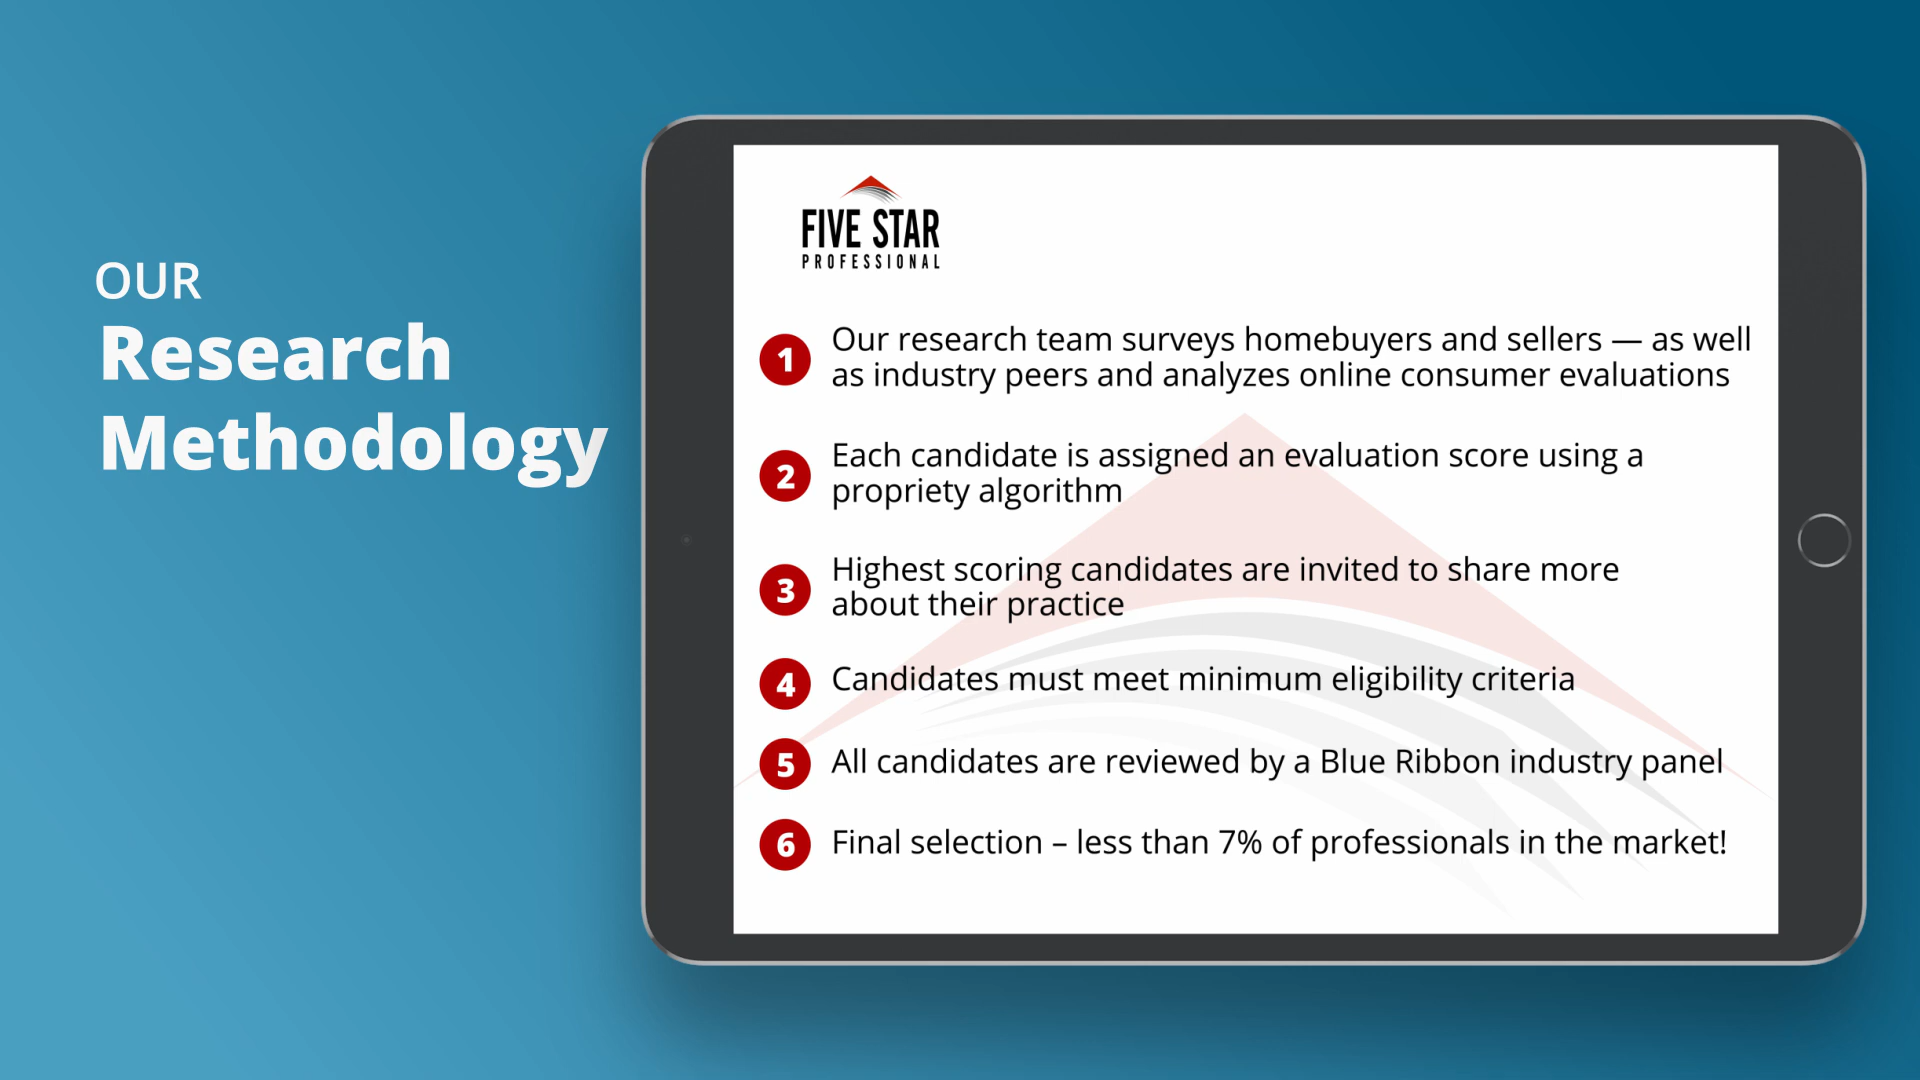 OUR
Research
Methodology
FIVE STAR
PROFESSIONAL
1 Our research team surveys homebuyers and sellers — as well
as industry peers and analyzes online consumer evaluations
2 Each candidate is assigned an evaluation score using a
propriety algorithm
3 Highest scoring candidates are invited to share more
about their practice
4 Candidates must meet minimum eligibility criteria
5 All candidates are reviewed by a Blue Ribbon industry panel
6 Final selection – less than 7% of professionals in the market!